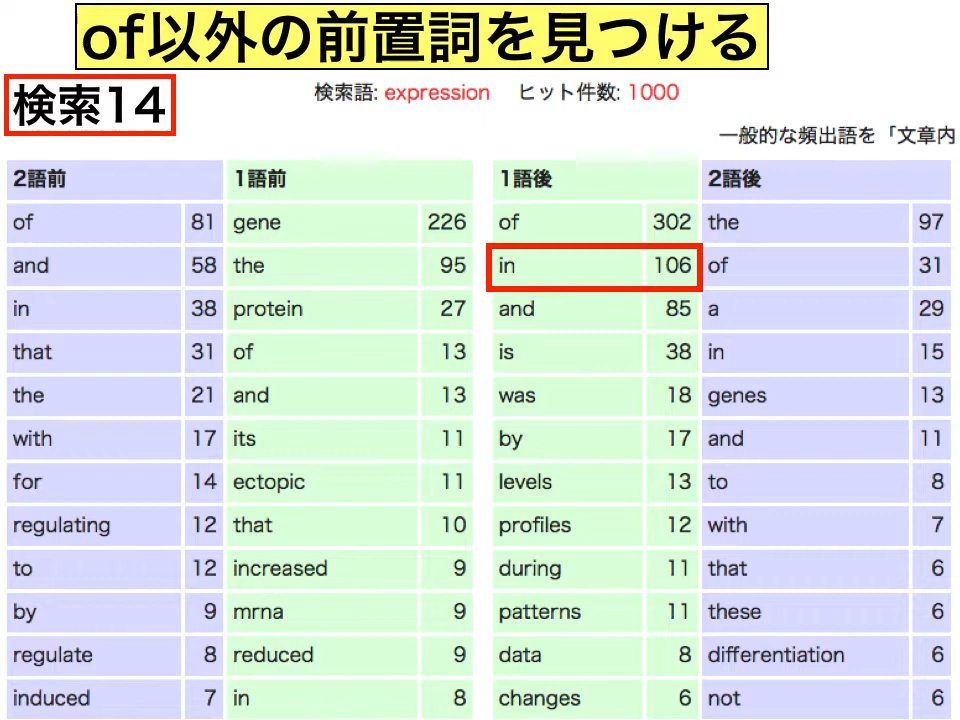 of以外の前置詞を見つける
検索14
検索語: expression ヒット件数: 1000
一般的な頻出語を「文章内
2語前 1語前 1語後 2語後
of 81 gene 226 of 302 the 97
and 58 the 95 in 106 of 31
in 38 protein 27 and 85 a 29
that 31 of 13 is 38 in 15
the 21 and 13 was 18 genes 13
with 17 its 11 by 17 and 11
for 14 ectopic 11 levels 13 to 8
regulating 12 that 10 profiles 12 with 7
to 12 increased 9 during 11 that 6
by 9 mrna 9 patterns 11 these 6
regulate 8 reduced 9 data 8 differentiation 6
induced 7 in 8 changes 6 not 6